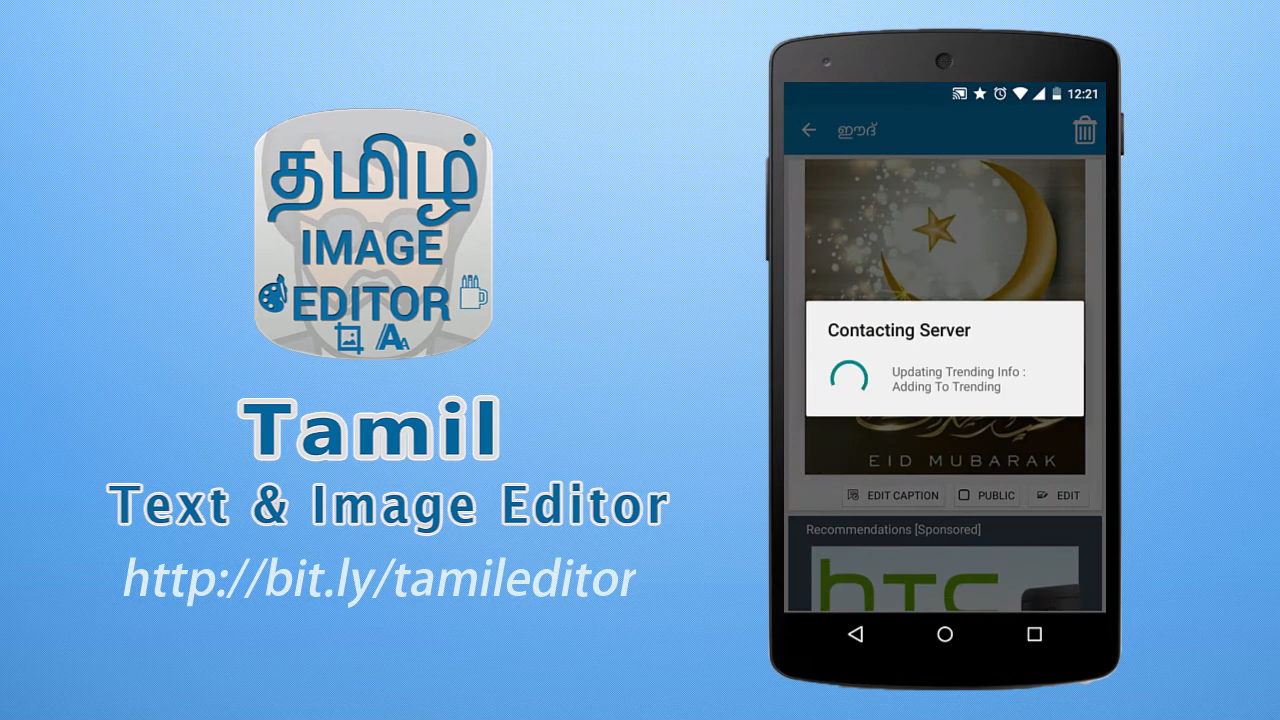 தமிழ்
IMAGE
EDITOR
Tamil
Text & Image Editor
http://bit.ly/tamileditor
12:21
ഈദ്
Contacting Server
Updating Trending Info :
Adding To Trending
EID MUBARAK
EDIT CAPTION
PUBLIC
EDIT
Recommendations [Sponsored]
hTC